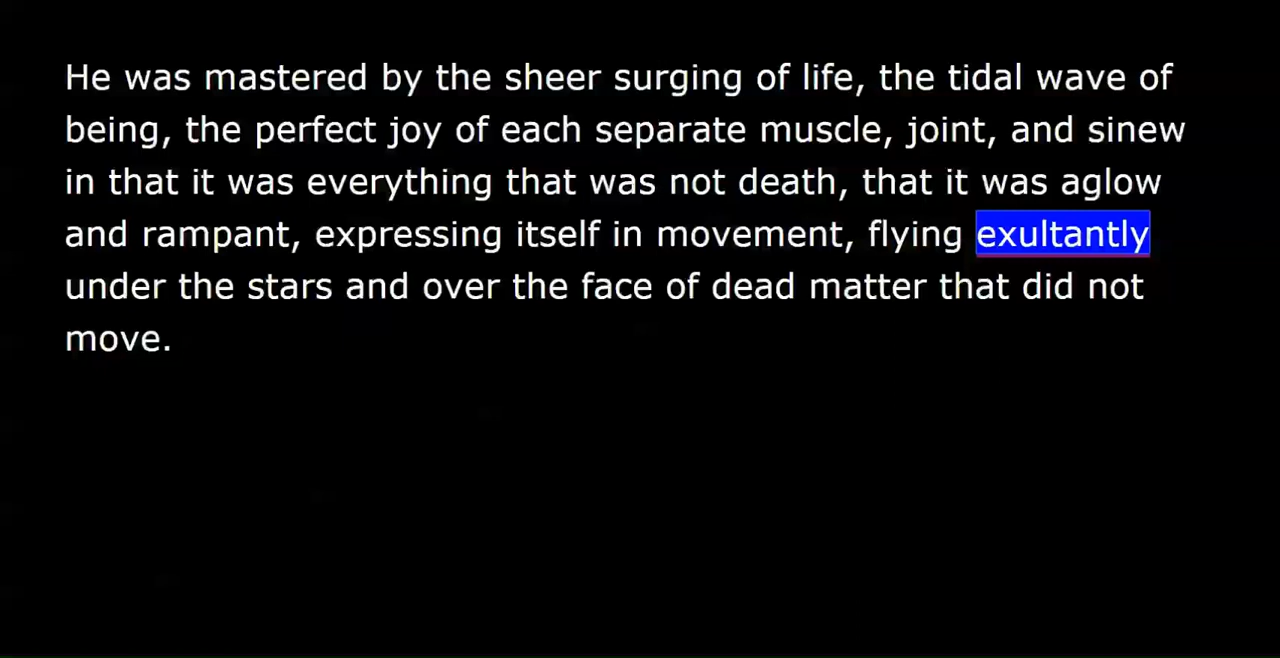 He was mastered by the sheer surging of life, the tidal wave of
being, the perfect joy of each separate muscle, joint, and sinew
in that it was everything that was not death, that it was aglow
and rampant, expressing itself in movement, flying exultantly
under the stars and over the face of dead matter that did not
move.